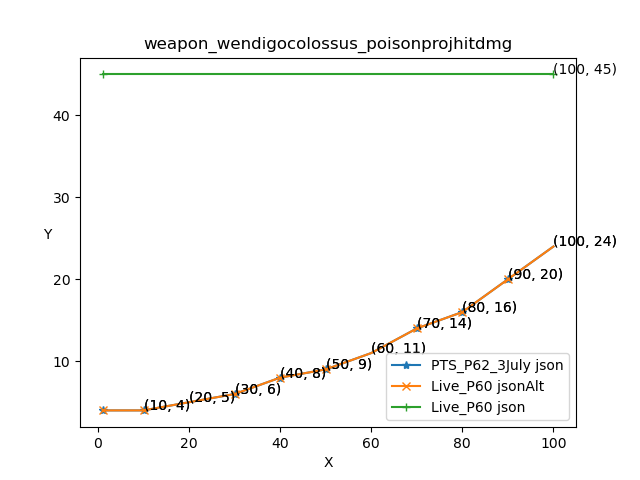 weapon_wendigocolossus_poisonprojhitdmg
(100, 45)
40
30
Y
(100, 24)
20
(90, 20)
(80, 16)
(70, 14)
(60, 11)
10
(50, 9)
(40, 8)
(30, 6)
(20, 5)
(10, 4)
PTS_P62_3July json
Live_P60 jsonAlt
Live_P60 json
0 20 40 60 80 100
X